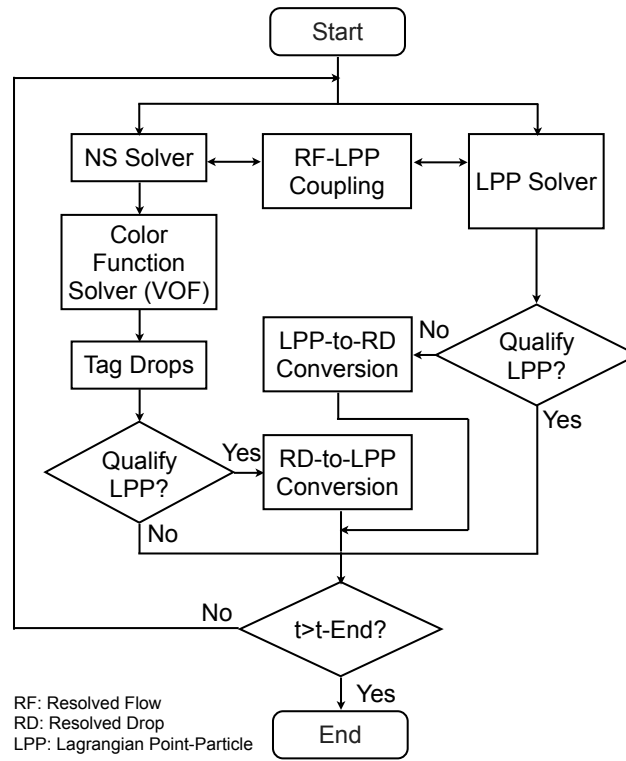 Start
NS Solver
RF-LPP
Coupling
LPP Solver
Color
Function
Solver (VOF)
Tag Drops
LPP-to-RD
Conversion
No
Qualify
LPP?
Yes
Qualify
LPP?
Yes
No
RD-to-LPP
Conversion
No
t>t-End?
Yes
End
RF: Resolved Flow
RD: Resolved Drop
LPP: Lagrangian Point-Particle